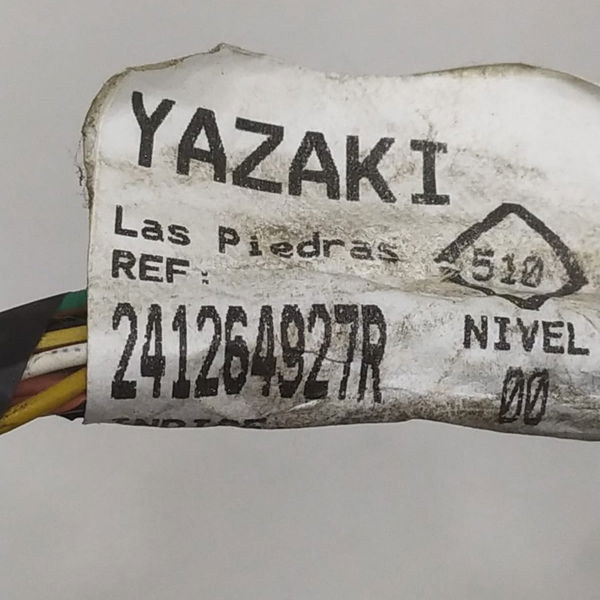 YAZAKI
Las Piedras
510
REF:
241264927R
NIVEL
00